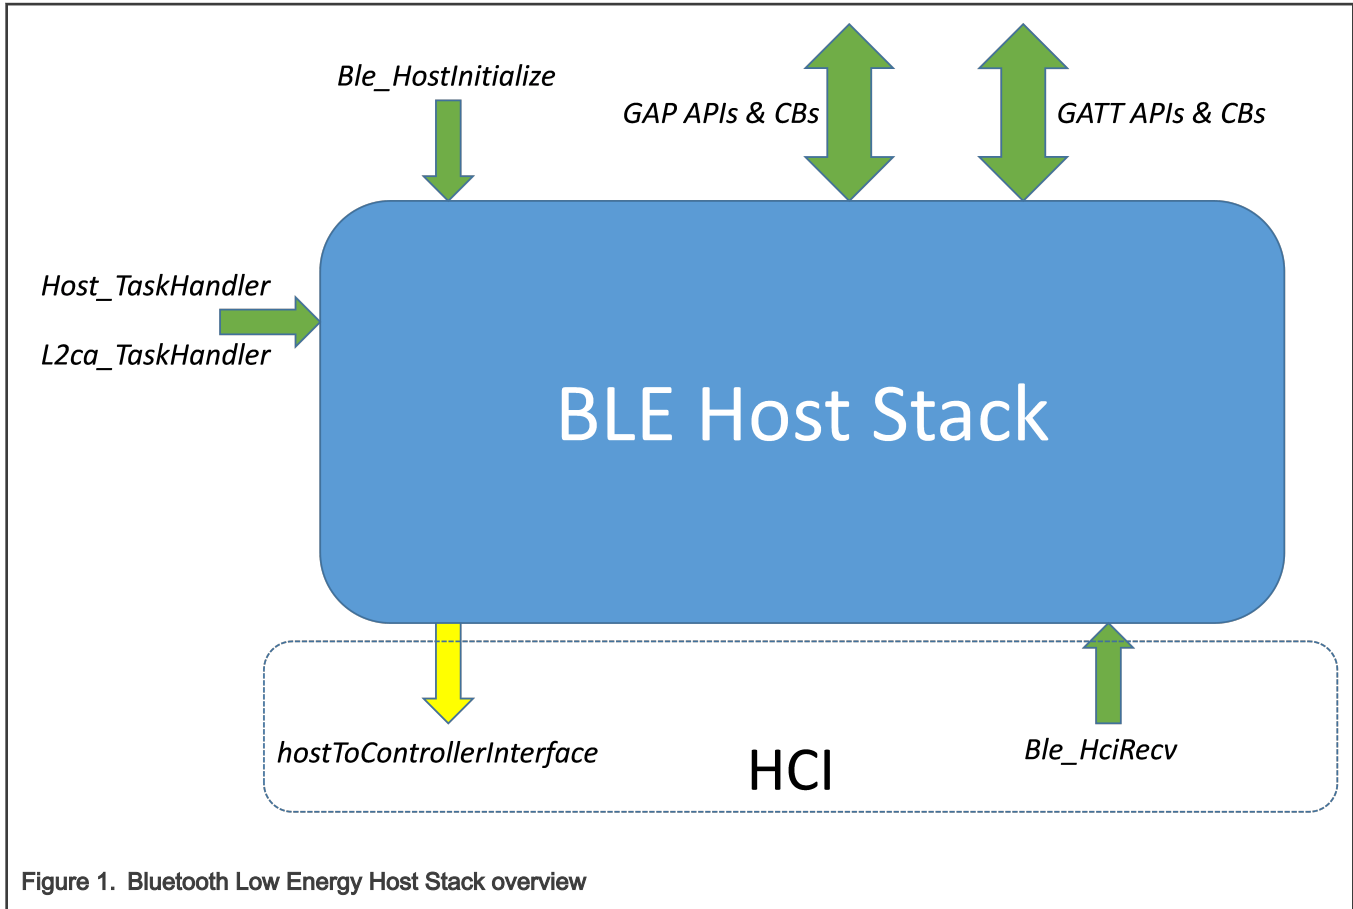 Ble_HostInitialize
GAP APIs & CBs
GATT APIs & CBs
Host_TaskHandler
L2ca_TaskHandler
BLE Host Stack
hostToControllerInterface
HCI
Ble_HciRecv
Figure 1. Bluetooth Low Energy Host Stack overview